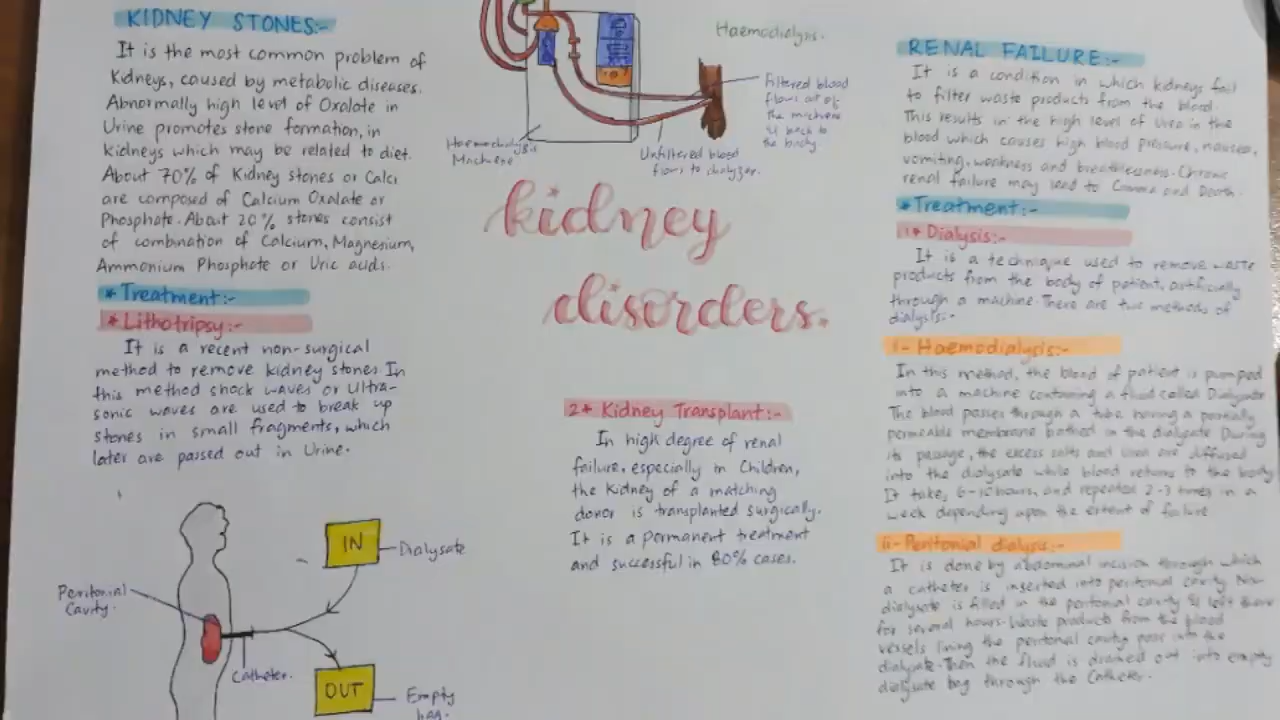 KIDNEY STONES:-
It is the most common problem of
Kidneys, caused by metabolic diseases.
Abnormally high level of Oxalate in
Urine promotes stone formation, in
kidneys which may be related to diet.
About 70% of Kidney stones or Calci
are composed of Calcium Oxalate or
Phosphate. About 20% stones consist
of combination of Calcium, Magnesium,
Ammonium Phosphate or Uric acids.
*Treatment:-
*Lithotripsy:-
It is a recent non-surgical
method to remove kidney stones. In
this method shock waves or Ultra-
sonic waves are used to break up
stones in small fragments, which
later are passed out in Urine.
Peritonial
Cavity.
IN
Dialysate
Catheter.
OUT
Empty
bag.
Haemodialysis.
Haemodialysis
Machine
Filtered blood
flows out of
the machine
& back to
the body
Unfiltered blood
flows to dialyzer.
kidney
disorders.
2* Kidney Transplant:-
In high degree of renal
failure, especially in Children,
the Kidney of a matching
donor is transplanted surgically.
It is a permanent treatment
and successful in 80% cases.
RENAL FAILURE:-
It is a condition in which kidneys fail
to filter waste products from the blood.
This results in the high level of Urea in the
blood which causes high blood pressure, nausea,
vomiting, weakness and breathlessness. Chronic
renal failure may lead to Comma and Death.
*Treatment:-
1* Dialysis:-
It is a technique used to remove waste
products from the body of patient, artificially
through a machine. There are two methods of
dialysis:-
i- Haemodialysis:-
In this method, the blood of patient is pumped
into a machine containing a fluid called Dialysate
The blood passes through a tube having a partially
permeable membrane bathed in the dialysate. During
its passage, the excess salts and Urea are diffused
into the dialysate while blood returns to the body
It takes 6-10 hours, and repeated 2-3 times in a
week depending upon the extent of failure
ii- Peritonial dialysis:-
It is done by abdominal incision through which
a catheter is inserted into peritonial cavity
dialysate is filled in the peritonial cavity & left there
for several hours. Waste products from the blood
vessels lining the peritoneal cavity pass into the
dialysate. Then the fluid is drained out into empty
dialysate bag through the Catheter.